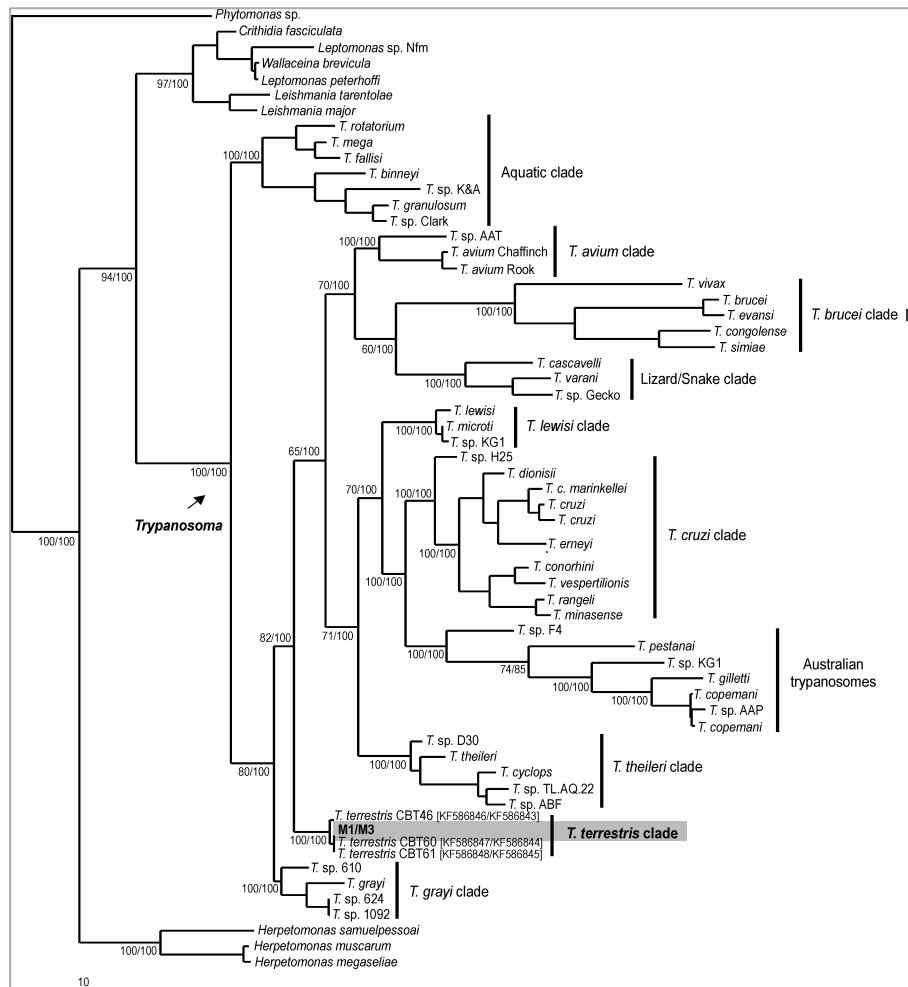 Phytomonas sp.
Crithidia fasciculata
Leptomonas sp. Nfm
Wallaceina brevicula
97/100
Leptomonas peterhoffi
Leishmania tarentolae
Leishmania major
T. rotatorium
T. mega
100/100
T. fallisi
T. binneyi
Aquatic clade
T. sp. K&A
T. granulosum
T. sp. Clark
T. sp. AAT
100/100
T. avium Chaffinch
T. avium clade
T. avium Rook
94/100
70/100
T. vivax
T. brucei
100/100
T. evansi
T. brucei clade
T. congolense
60/100
T. simiae
T. cascavelli
T. varani
Lizard/Snake clade
100/100
T. sp. Gecko
T. lewisi
T. microti
T. lewisi clade
100/100
T. sp. KG1
65/100
T. sp. H25
100/100
T. dionisii
70/100
100/100
T. c. marinkellei
T. cruzi
T. cruzi
Trypanosoma
T. cruzi clade
100/100
T. erneyi
100/100
T. conorhini
100/100
T. vespertilionis
T. rangeli
T. minasense
T. sp. F4
82/100
71/100
T. pestanai
100/100
T. sp. KG1
74/85
Australian
trypanosomes
T. gilletti
100/100
T. copemani
100/100
T. sp. AAP
T. copemani
T. sp. D30
T. theileri
100/100
T. theileri clade
80/100
T. cyclops
T. sp. TL.AQ.22
T. sp. ABF
T. terrestris CBT46 [KF586846/KF586843]
M1/M3
T. terrestris clade
100/100
T. terrestris CBT60 [KF586847/KF586844]
T. terrestris CBT61 [KF586848/KF586845]
T. sp. 610
100/100
T. grayi
T. grayi clade
T. sp. 624
T. sp. 1092
Herpetomonas samuelpessoai
100/100
Herpetomonas muscarum
Herpetomonas megaseliae
10